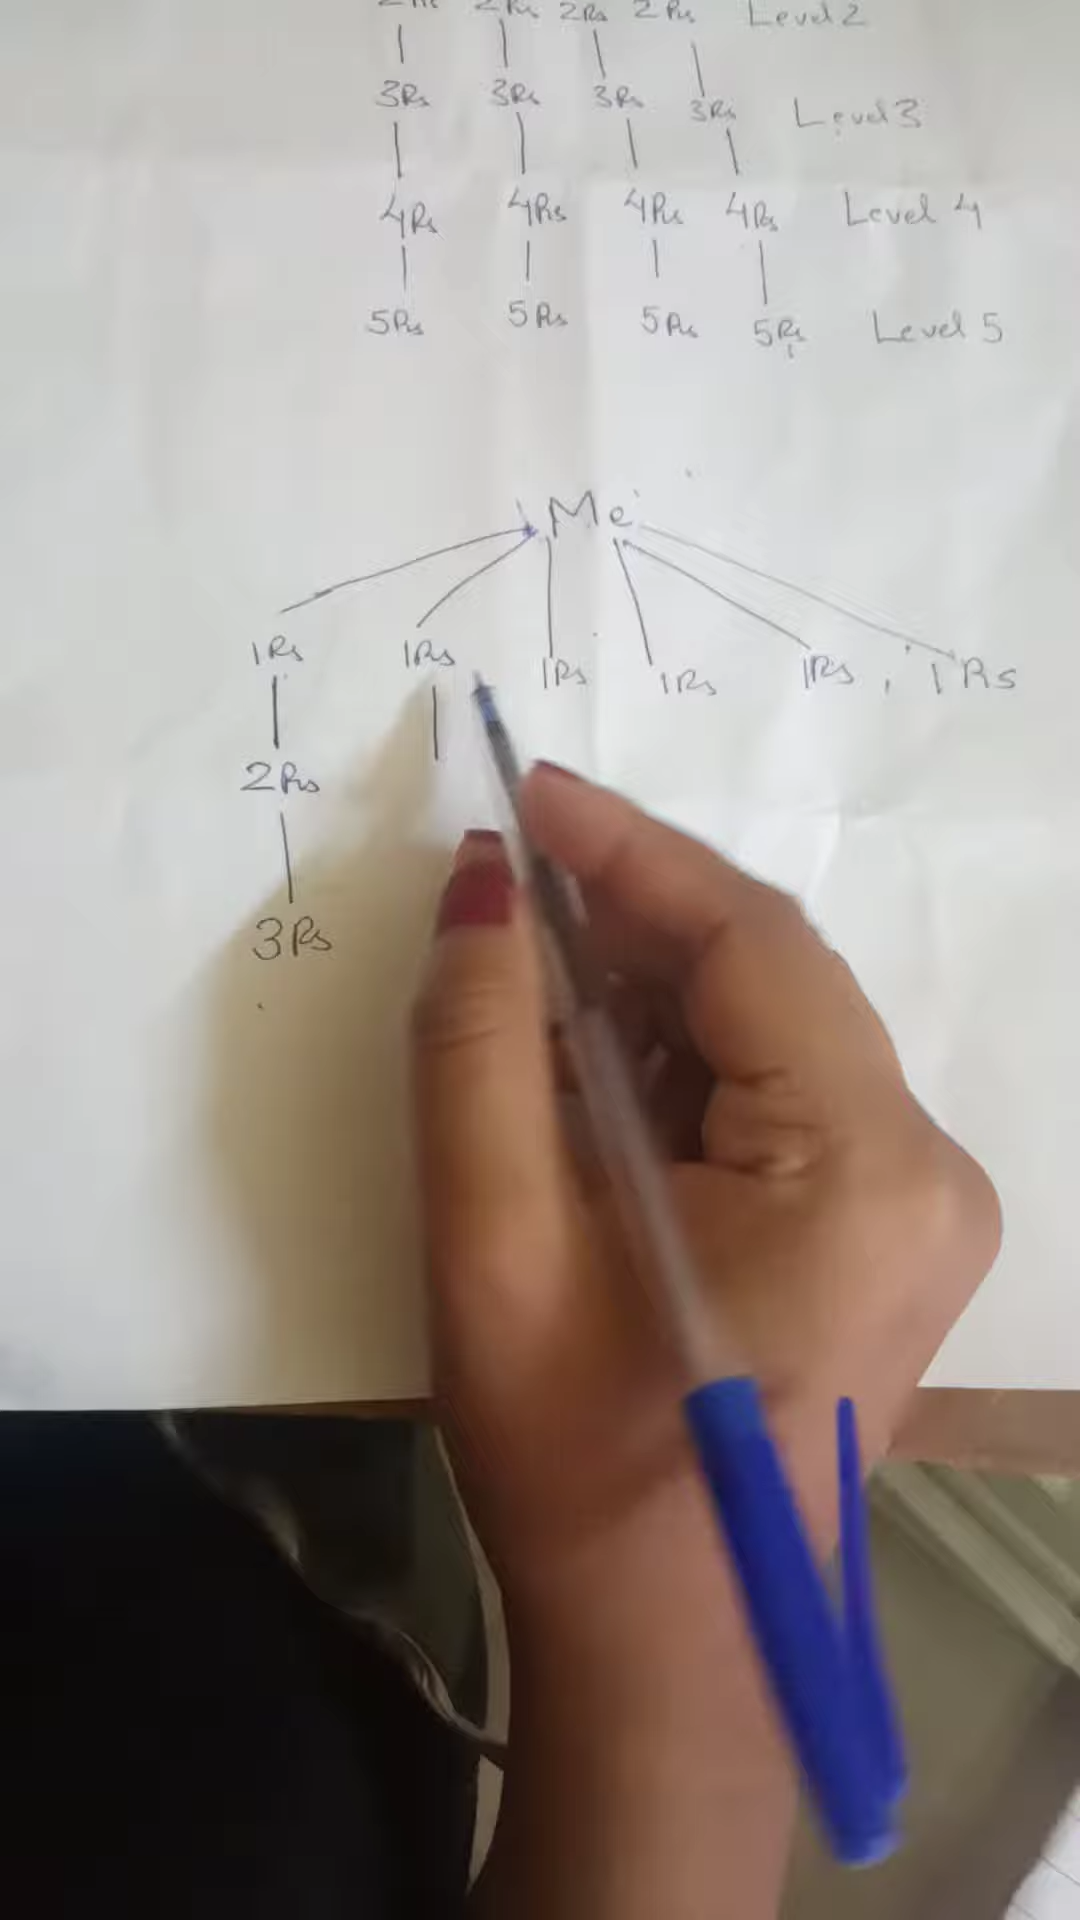 2Rs 2Rs 2Rs Level 2
3Rs 3Rs 3Rs 3Rs Level 3
4Rs 4Rs 4Rs 4Rs Level 4
5Rs 5Rs 5Rs 5Rs Level 5
Me
1Rs 1Rs 1Rs 1Rs 1Rs, 1Rs
2Rs
3Rs